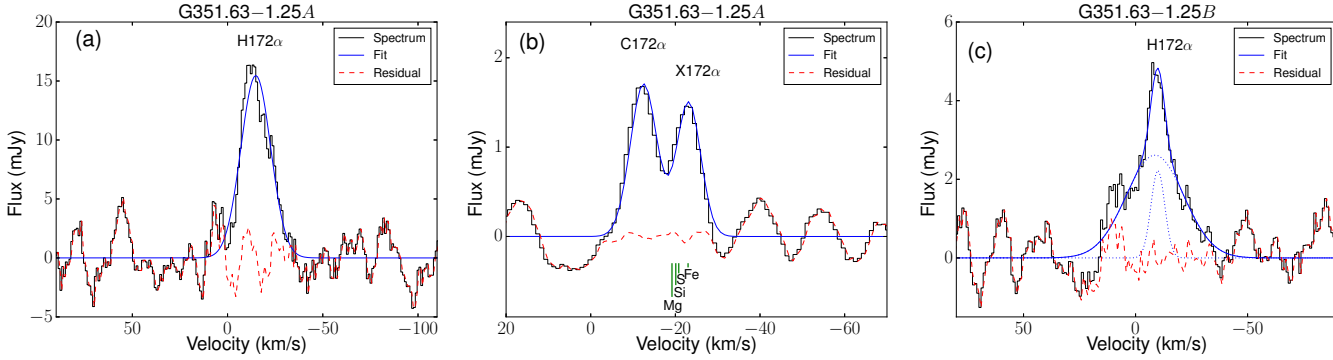 G351.63−1.25A
(a)
H172α
Spectrum
Fit
Residual
20
15
10
5
0
−5
Flux (mJy)
50
0
−50
−100
Velocity (km/s)
G351.63−1.25A
(b)
C172α
X172α
Spectrum
Fit
Residual
2
1
0
Flux (mJy)
S
Fe
Si
Mg
20
0
−20
−40
−60
Velocity (km/s)
G351.63−1.25B
(c)
H172α
Spectrum
Fit
Residual
6
4
2
0
Flux (mJy)
50
0
−50
Velocity (km/s)